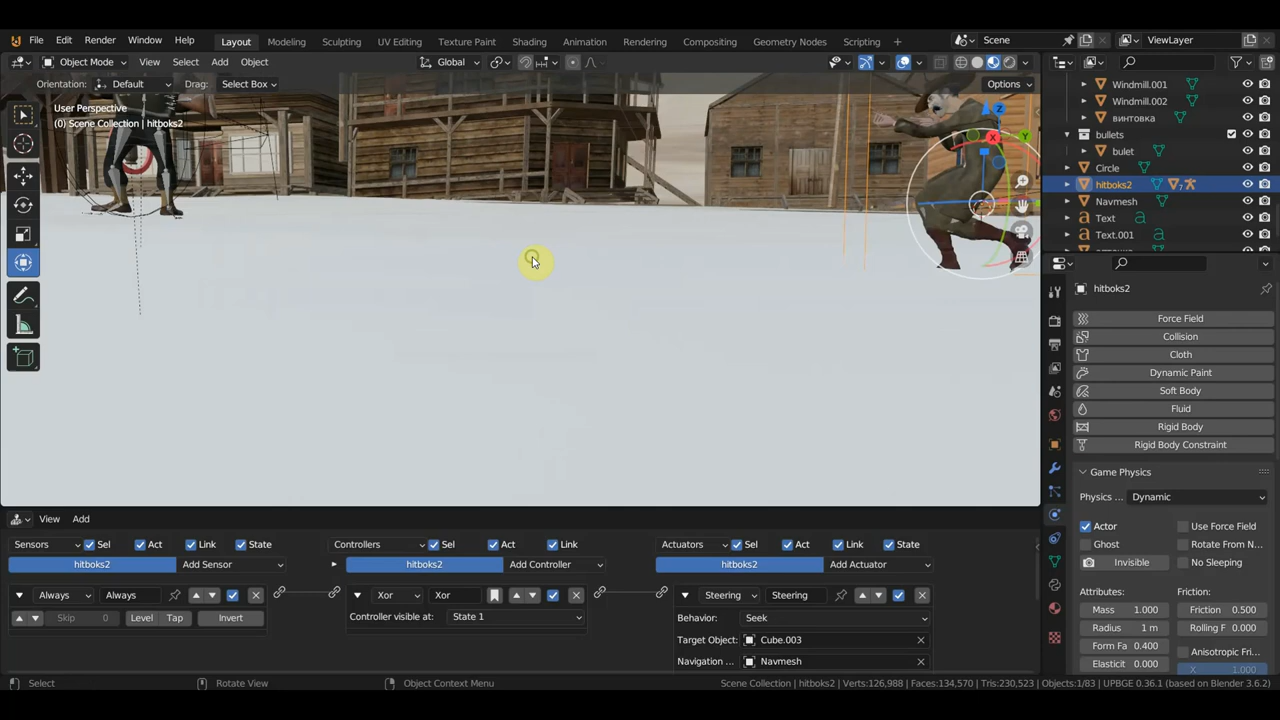 File Edit Render Window Help Layout Modeling Sculpting UV Editing Texture Paint Shading Animation Rendering Compositing Geometry Nodes Scripting + Scene ViewLayer
Object Mode View Select Add Object Global
Orientation: Default Drag: Select Box Options
User Perspective
(0) Scene Collection | hitboks2
Z
X
Y
Windmill.001
Windmill.002
винтовка
bullets
bulet
Circle
hitboks2
Navmesh
Text
Text.001
hitboks2
Force Field
Collision
Cloth
Dynamic Paint
Soft Body
Fluid
Rigid Body
Rigid Body Constraint
Game Physics
Physics ... Dynamic
Actor Use Force Field
Ghost Rotate From N...
Invisible No Sleeping
Attributes: Friction:
Mass 1.000 Friction 0.500
Radius 1 m Rolling F 0.000
Form Fa 0.400 Anisotropic Fri...
Elasticit 0.000 X 1.000
View Add
Sensors Sel Act Link State Controllers Sel Act Link Actuators Sel Act Link State
hitboks2 Add Sensor hitboks2 Add Controller hitboks2 Add Actuator
Always Always Xor Xor Steering Steering
Skip 0 Level Tap Invert Controller visible at: State 1 Behavior: Seek
Target Object: Cube.003
Navigation ... Navmesh
Select Rotate View Object Context Menu Scene Collection | hitboks2 | Verts:126,988 | Faces:134,570 | Tris:230,523 | Objects:1/83 | UPBGE 0.36.1 (based on Blender 3.6.2)